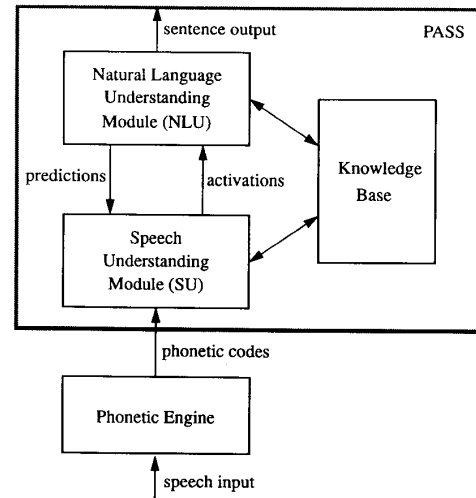 sentence output
PASS
Natural Language
Understanding
Module (NLU)
Knowledge
Base
predictions
activations
Speech
Understanding
Module (SU)
phonetic codes
Phonetic Engine
speech input